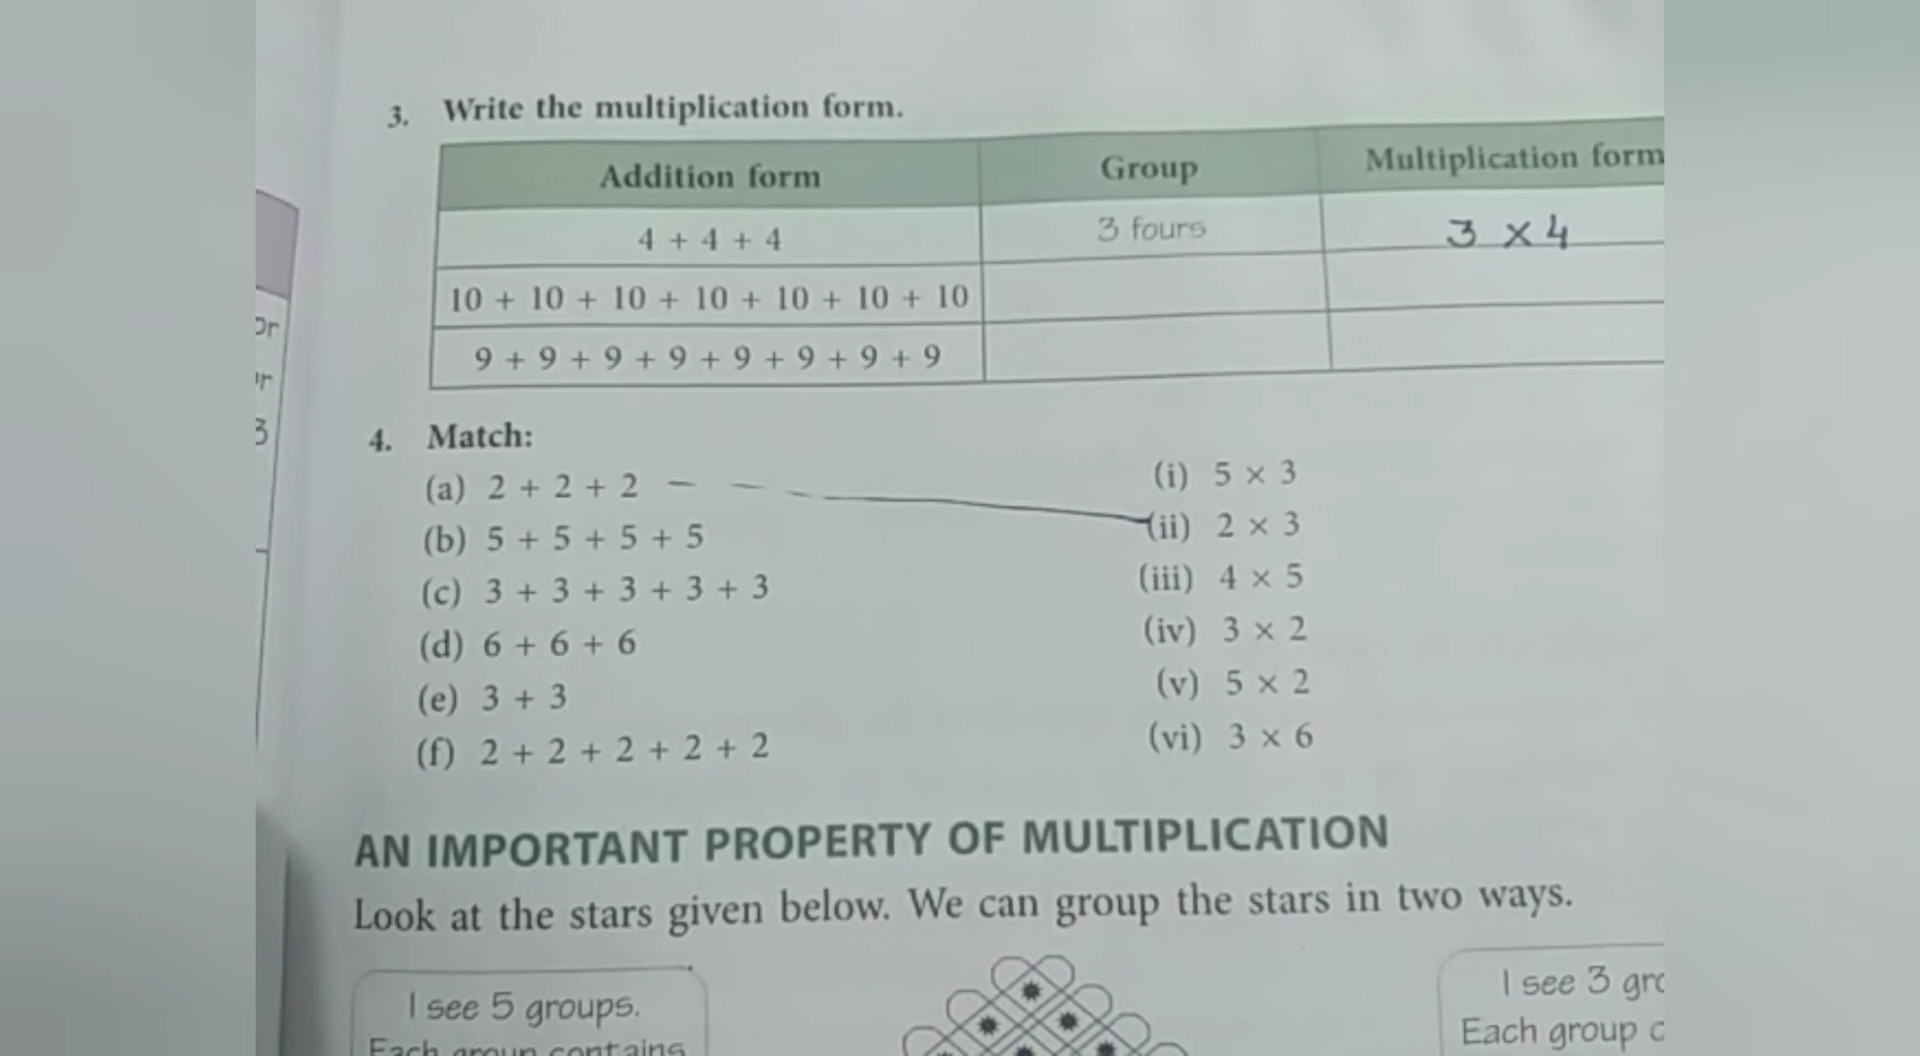 3. Write the multiplication form.
Addition form Group Multiplication form
4 + 4 + 4 3 fours 3 × 4
10 + 10 + 10 + 10 + 10 + 10 + 10
9 + 9 + 9 + 9 + 9 + 9 + 9 + 9
or
3
4. Match:
(a) 2 + 2 + 2 (i) 5 × 3
(b) 5 + 5 + 5 + 5 (ii) 2 × 3
(c) 3 + 3 + 3 + 3 + 3 (iii) 4 × 5
(d) 6 + 6 + 6 (iv) 3 × 2
(e) 3 + 3 (v) 5 × 2
(f) 2 + 2 + 2 + 2 + 2 (vi) 3 × 6
AN IMPORTANT PROPERTY OF MULTIPLICATION
Look at the stars given below. We can group the stars in two ways.
I see 5 groups.
Each group contains
I see 3
Each group